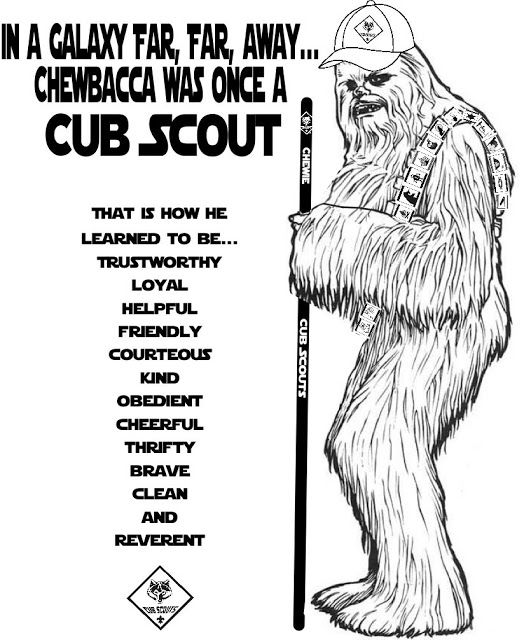 IN A GALAXY FAR, FAR, AWAY...
CHEWBACCA WAS ONCE A
CUB SCOUT
THAT IS HOW HE
LEARNED TO BE...
TRUSTWORTHY
LOYAL
HELPFUL
FRIENDLY
COURTEOUS
KIND
OBEDIENT
CHEERFUL
THRIFTY
BRAVE
CLEAN
AND
REVERENT
CUB SCOUTS
CHEWIE
CUB SCOUTS